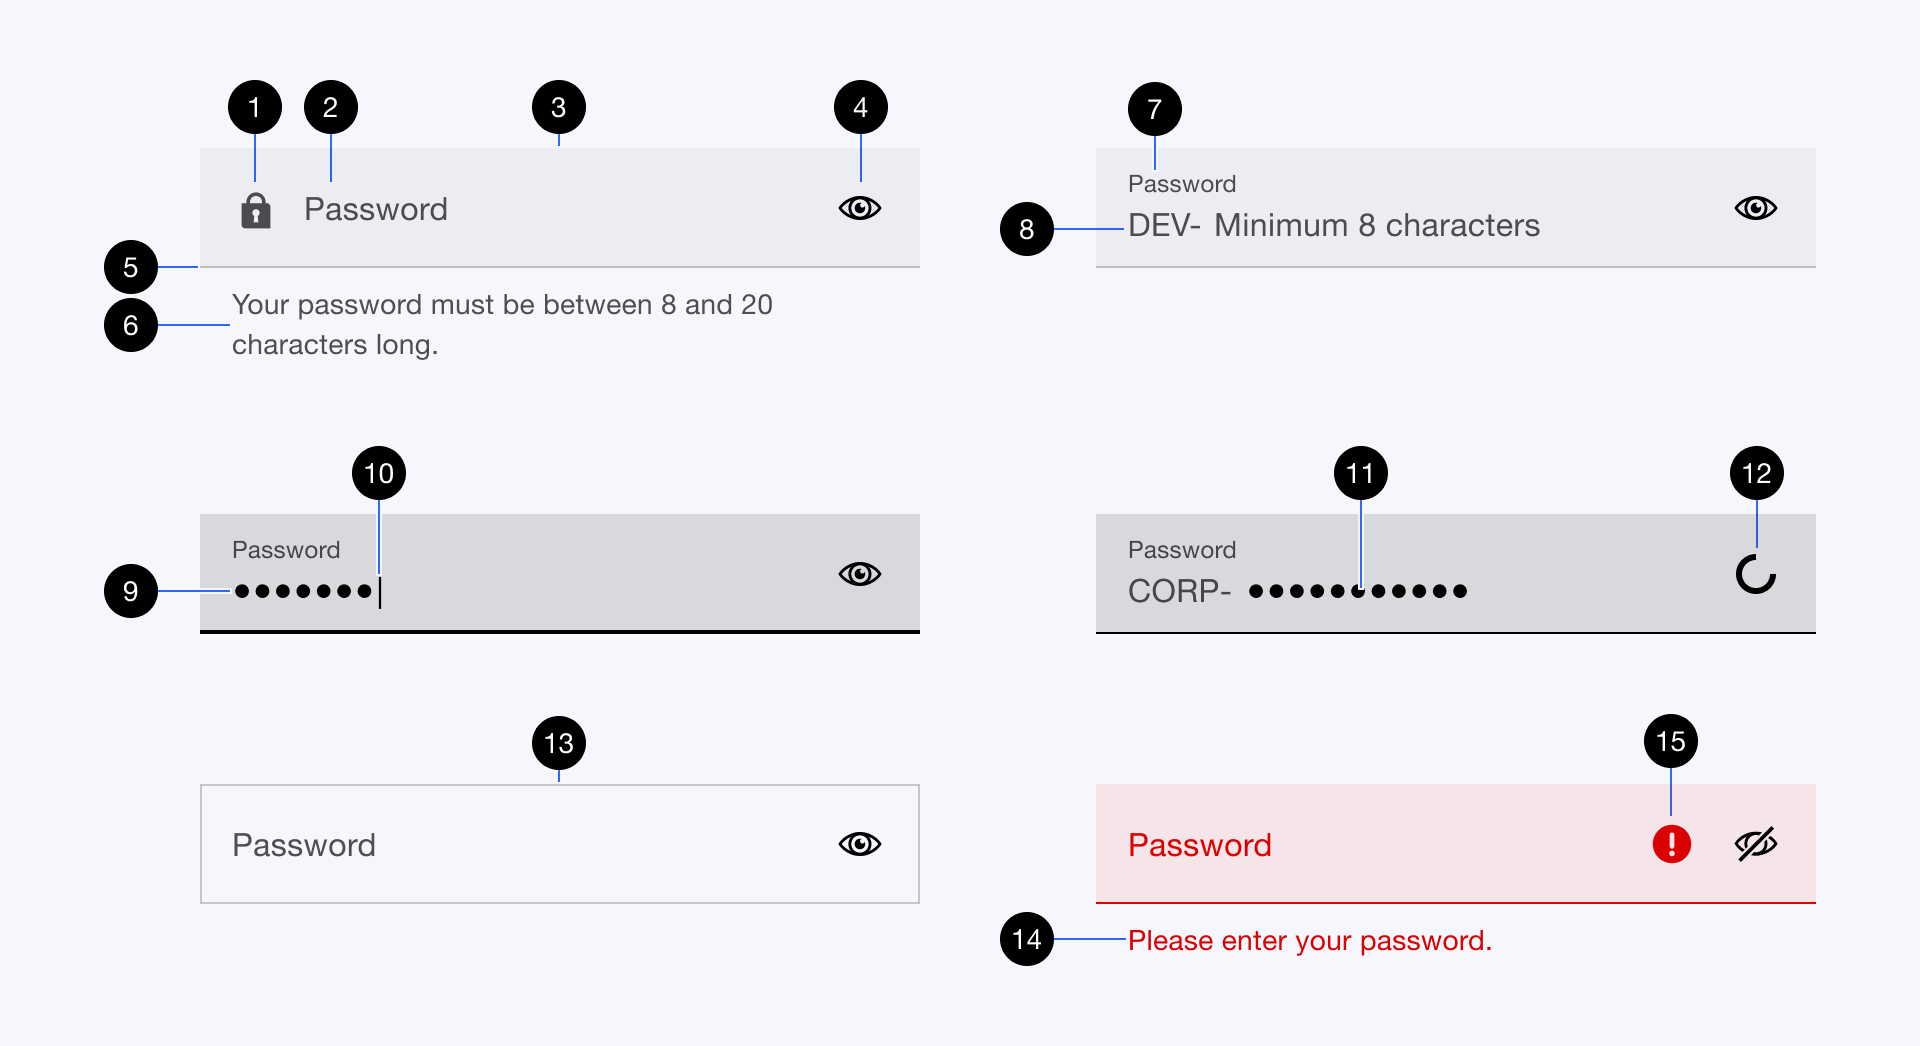 1 2 3 4
Password
5
6
Your password must be between 8 and 20
characters long.
7
Password
8
DEV- Minimum 8 characters
10
Password
9
11 12
Password
CORP-
13
Password
15
Password
14
Please enter your password.